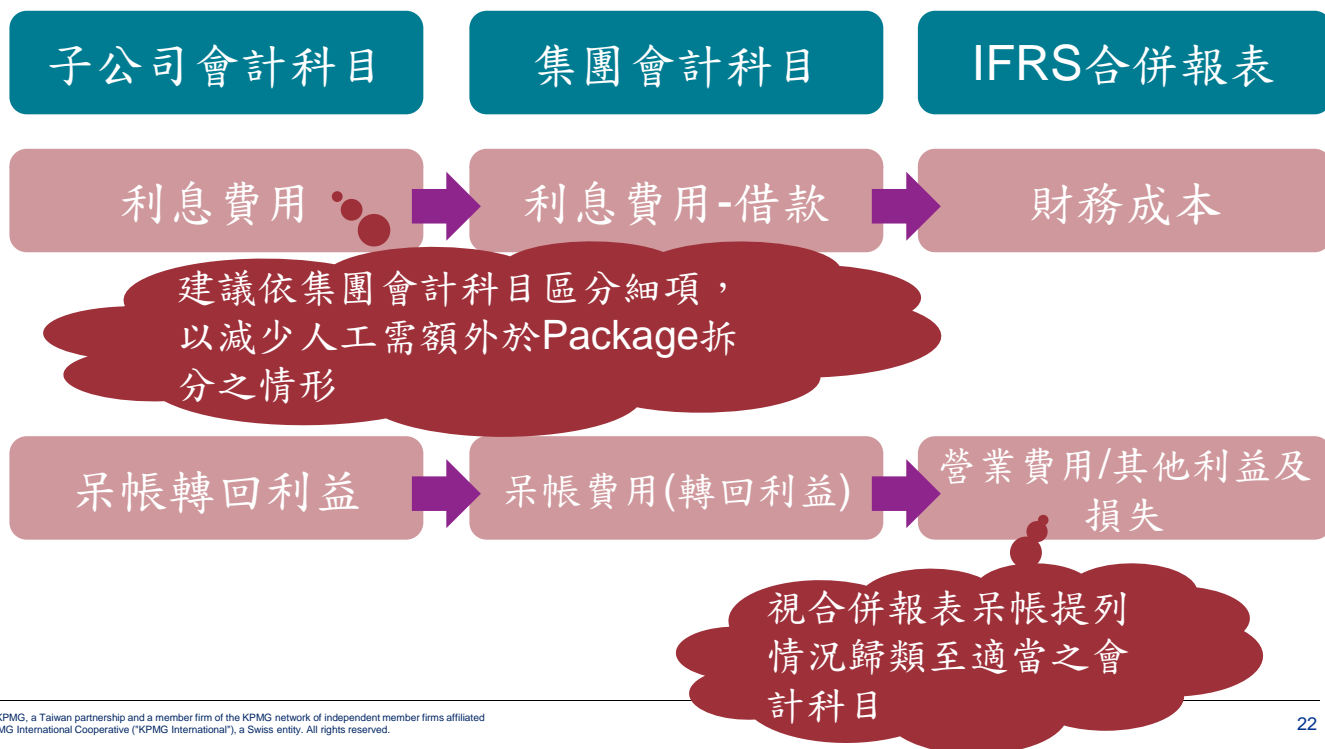 子公司會計科目
集團會計科目
IFRS合併報表
利息費用
利息費用-借款
財務成本
建議依集團會計科目區分細項，
以減少人工需額外於Package拆
分之情形
呆帳轉回利益
呆帳費用(轉回利益)
營業費用/其他利益及
損失
視合併報表呆帳提列
情況歸類至適當之會
計科目
KPMG, a Taiwan partnership and a member firm of the KPMG network of independent member firms affiliated
MG International Cooperative ("KPMG International"), a Swiss entity. All rights reserved.
22